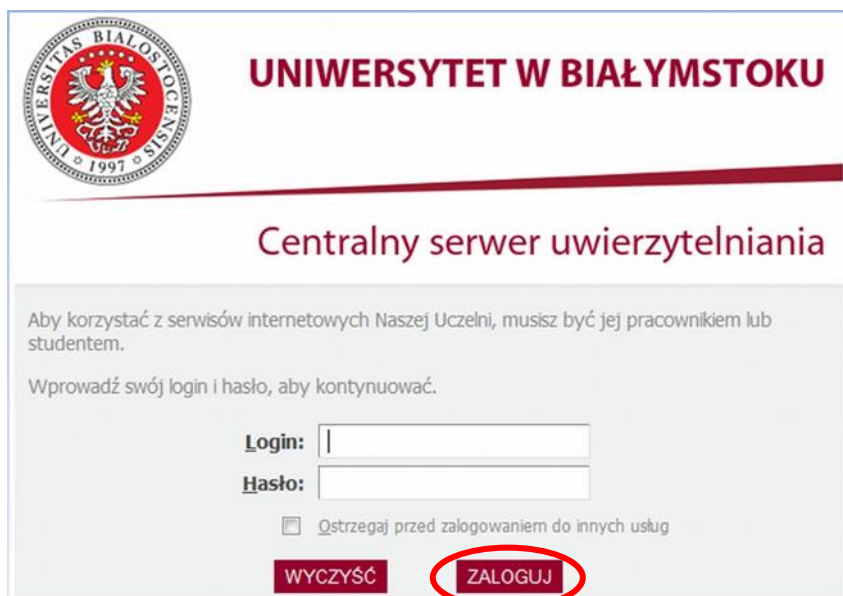 UNIVERSITAS BIALOSTOCENSIS
1997
UNIWERSYTET W BIAŁYMSTOKU
Centralny serwer uwierzytelniania
Aby korzystać z serwisów internetowych Naszej Uczelni, musisz być jej pracownikiem lub
studentem.
Wprowadź swój login i hasło, aby kontynuować.
Login:
Hasło:
Ostrzegaj przed zalogowaniem do innych usług
WYCZYŚĆ ZALOGUJ